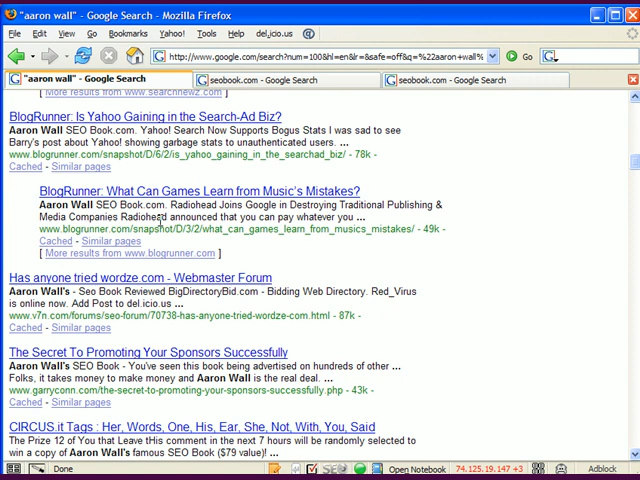 "aaron wall" - Google Search - Mozilla Firefox
File Edit View Go Bookmarks Yahoo! Tools Help del.icio.us
http://www.google.com/search?num=100&hl=en&lr=&safe=off&q=%22aaron+wall% Go
"aaron wall" - Google Search seobook.com - Google Search seobook.com - Google Search
[ More results from www.searchnewz.com ]
BlogRunner: Is Yahoo Gaining in the Search-Ad Biz?
Aaron Wall SEO Book.com. Yahoo! Search Now Supports Bogus Stats I was sad to see
Barry's post about Yahoo! showing garbage stats to unauthenticated users. ...
www.blogrunner.com/snapshot/D/6/2/is_yahoo_gaining_in_the_searchad_biz/ - 78k -
Cached - Similar pages
BlogRunner: What Can Games Learn from Music's Mistakes?
Aaron Wall SEO Book.com. Radiohead Joins Google in Destroying Traditional Publishing &
Media Companies Radiohead announced that you can pay whatever you ...
www.blogrunner.com/snapshot/D/3/2/what_can_games_learn_from_musics_mistakes/ - 49k -
Cached - Similar pages
[ More results from www.blogrunner.com ]
Has anyone tried wordze.com - Webmaster Forum
Aaron Wall's - Seo Book Reviewed BigDirectoryBid.com - Bidding Web Directory. Red_Virus
is online now. Add Post to del.icio.us ...
www.v7n.com/forums/seo-forum/70738-has-anyone-tried-wordze-com.html - 87k -
Cached - Similar pages
The Secret To Promoting Your Sponsors Successfully
Aaron Wall's SEO Book - You've seen this book being advertised on hundreds of other ...
Folks, it takes money to make money and Aaron Wall is the real deal. ...
www.garryconn.com/the-secret-to-promoting-your-sponsors-successfully.php - 43k -
Cached - Similar pages
CIRCUS.it Tags : Her, Words, One, His, Ear, She, Not, With, You, Said
The Prize 12 of You that Leave this comment in the next 7 hours will be randomly selected to
win a copy of Aaron Wall's famous SEO Book ($79 value)! ...
Done Open Notebook 74.125.19.147 +3 Adblock